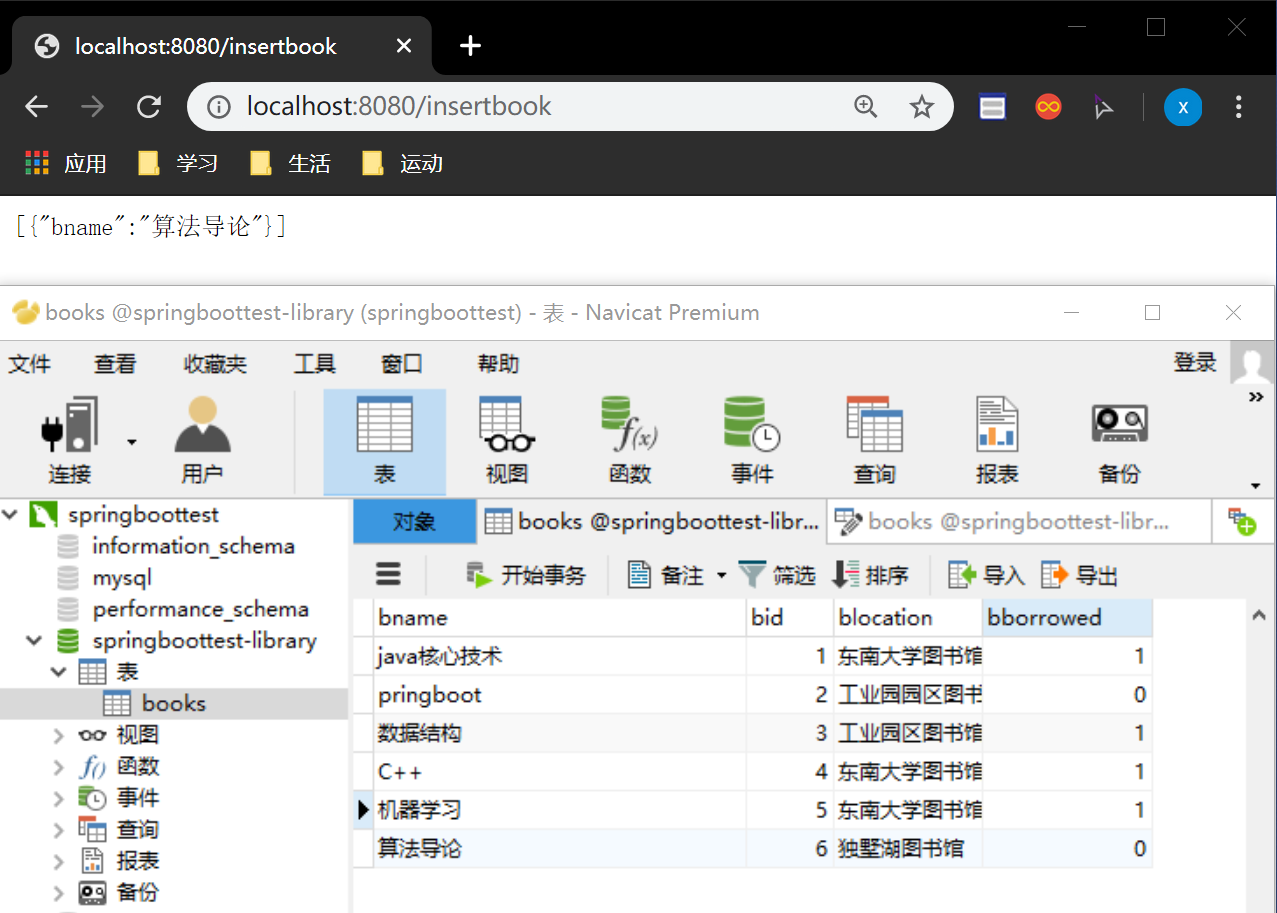 localhost:8080/insertbook
localhost:8080/insertbook
X
应用 学习 生活 运动
[{"bname":"算法导论"}]
books @springboottest-library (springboottest) - 表 - Navicat Premium
文件 查看 收藏夹 工具 窗口 帮助 登录
f(x)
连接 用户 表 视图 函数 事件 查询 报表 备份
springboottest
information_schema
mysql
performance_schema
springboottest-library
表
books
视图
f() 函数
事件
查询
报表
备份
对象 books @springboottest-libr... books @springboottest-libr...
开始事务 备注 筛选 排序 导入 导出
bname bid blocation bborrowed
java核心技术 1 东南大学图书馆 1
pringboot 2 工业园园区图书 0
数据结构 3 工业园区图书馆 1
C++ 4 东南大学图书馆 1
机器学习 5 东南大学图书馆 1
算法导论 6 独墅湖图书馆 0